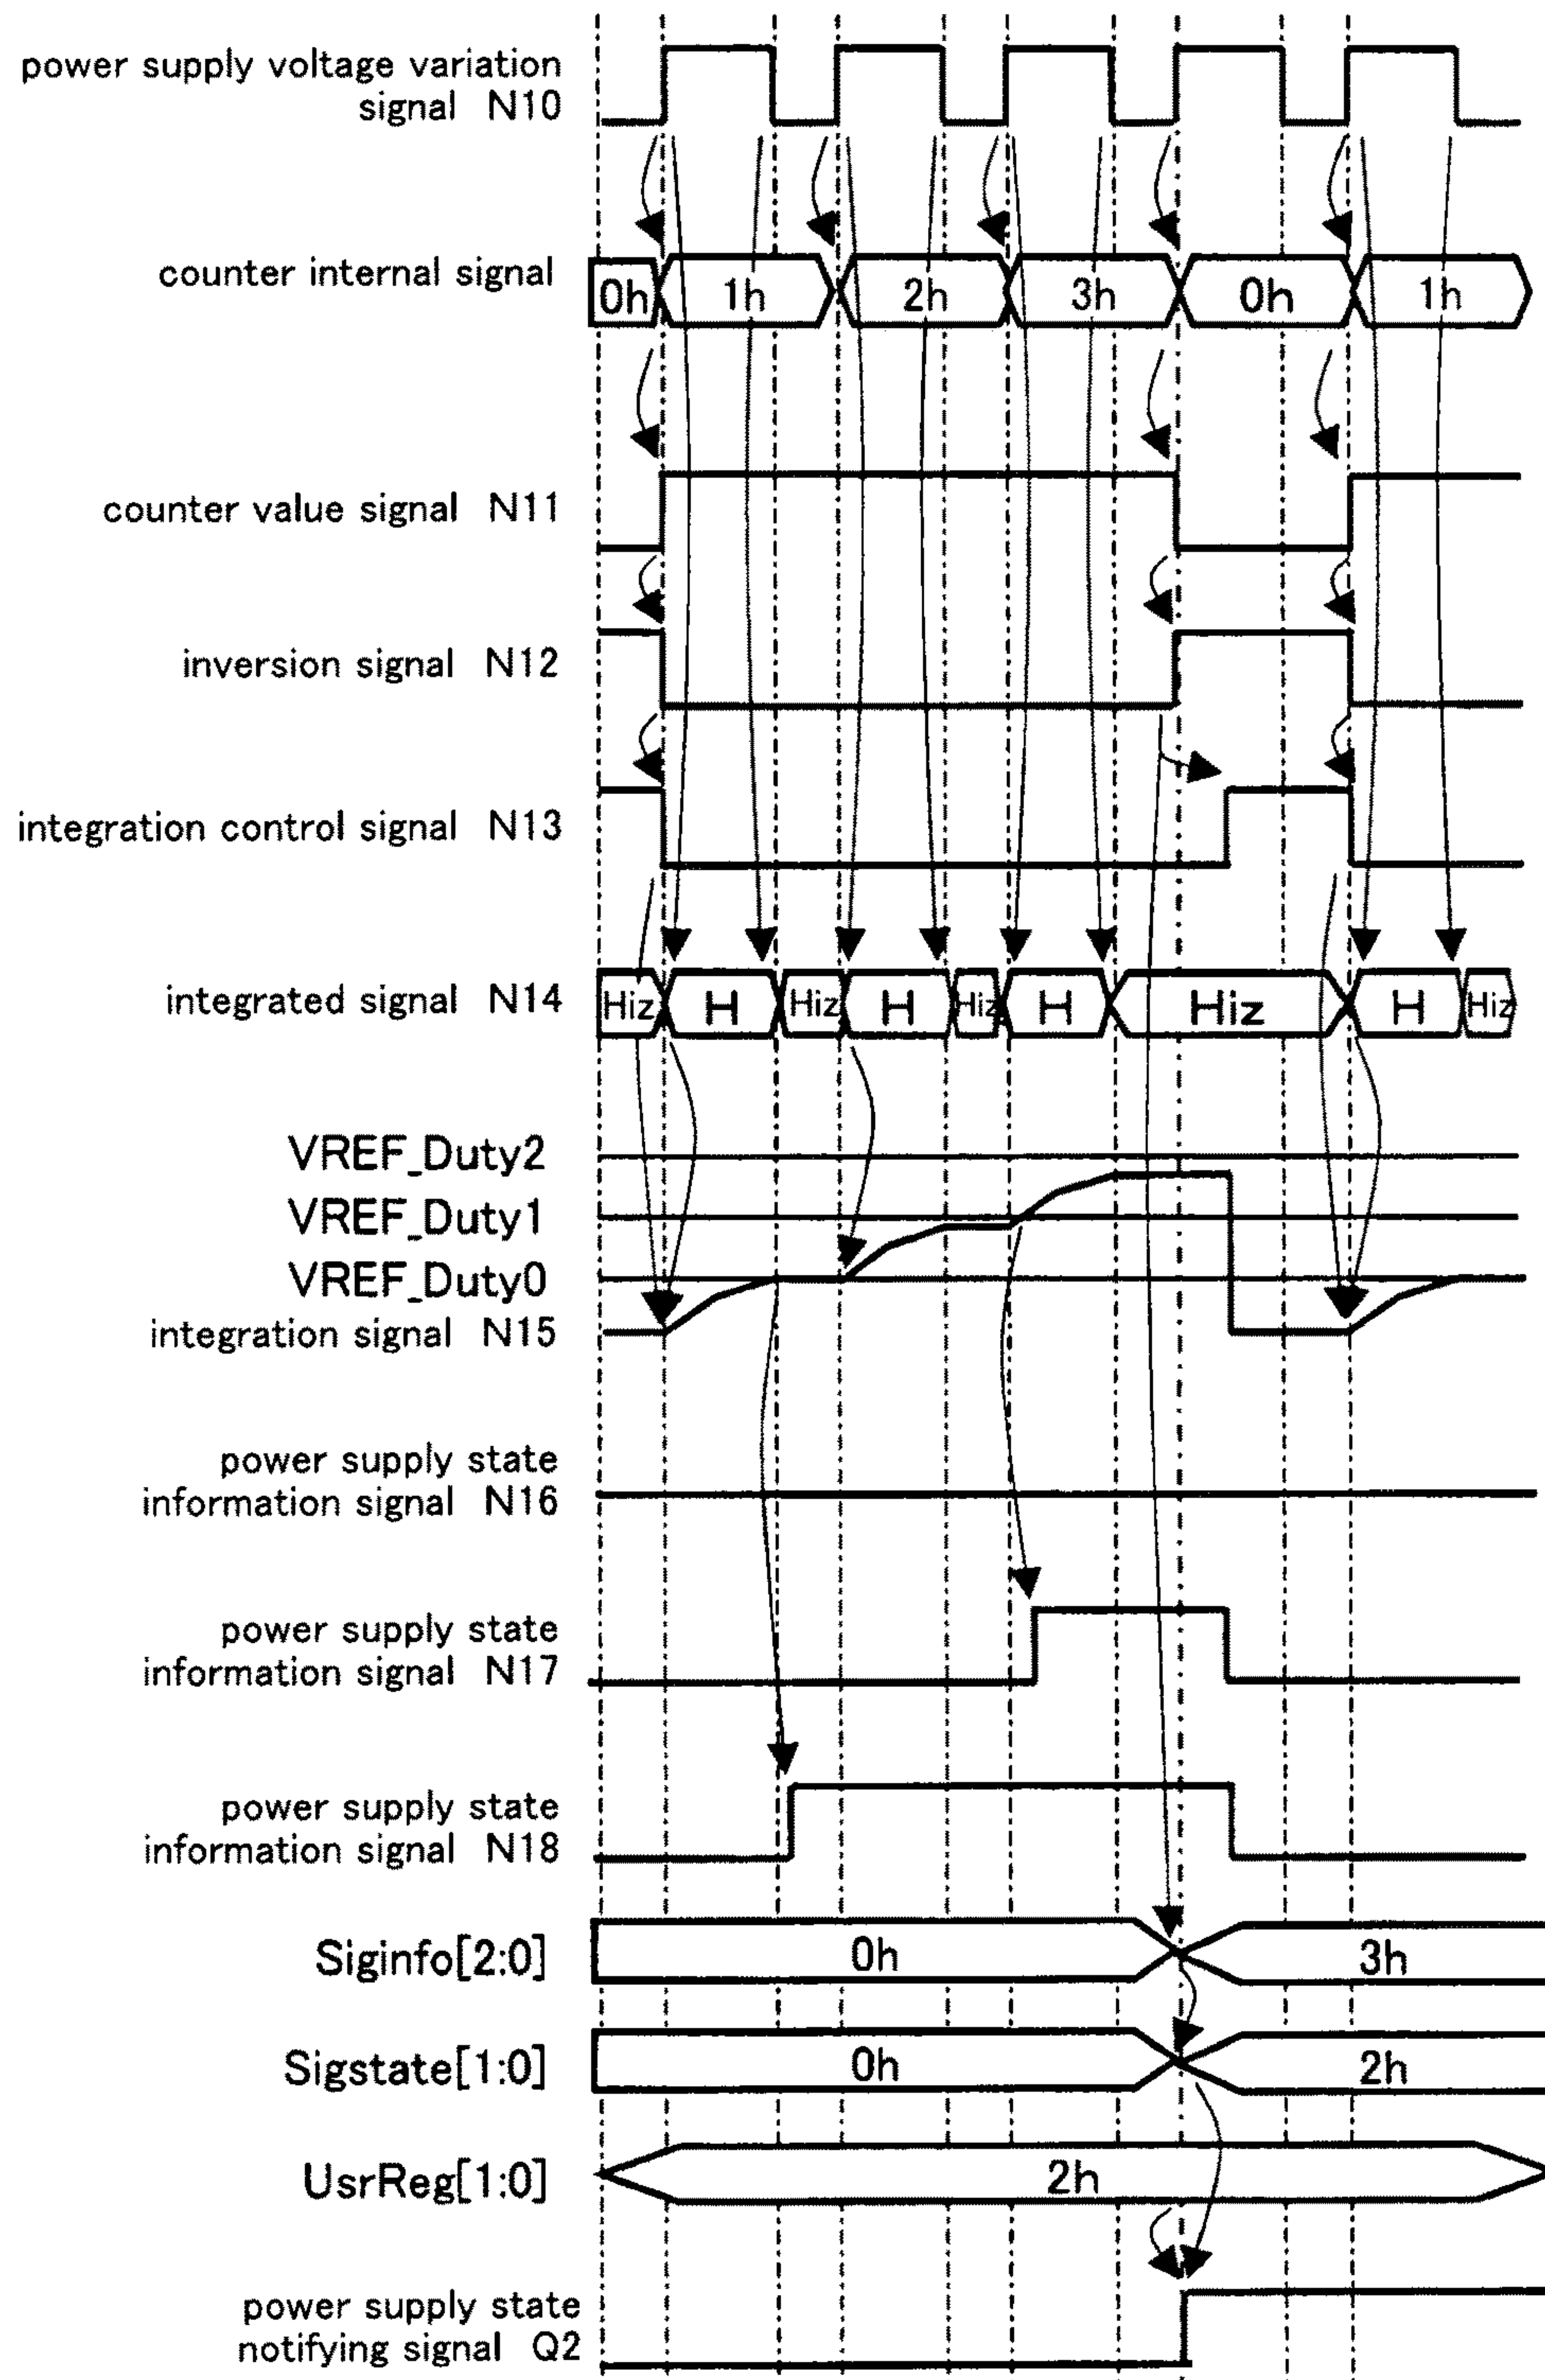 power supply voltage variation
signal N10
counter internal signal
0h 1h 2h 3h 0h 1h
counter value signal N11
inversion signal N12
integration control signal N13
integrated signal N14
Hiz H Hiz H Hiz H Hiz H Hiz
VREF_Duty2
VREF_Duty1
VREF_Duty0
integration signal N15
power supply state
information signal N16
power supply state
information signal N17
power supply state
information signal N18
Siginfo[2:0] 0h 3h
Sigstate[1:0] 0h 2h
UsrReg[1:0] 2h
power supply state
notifying signal Q2